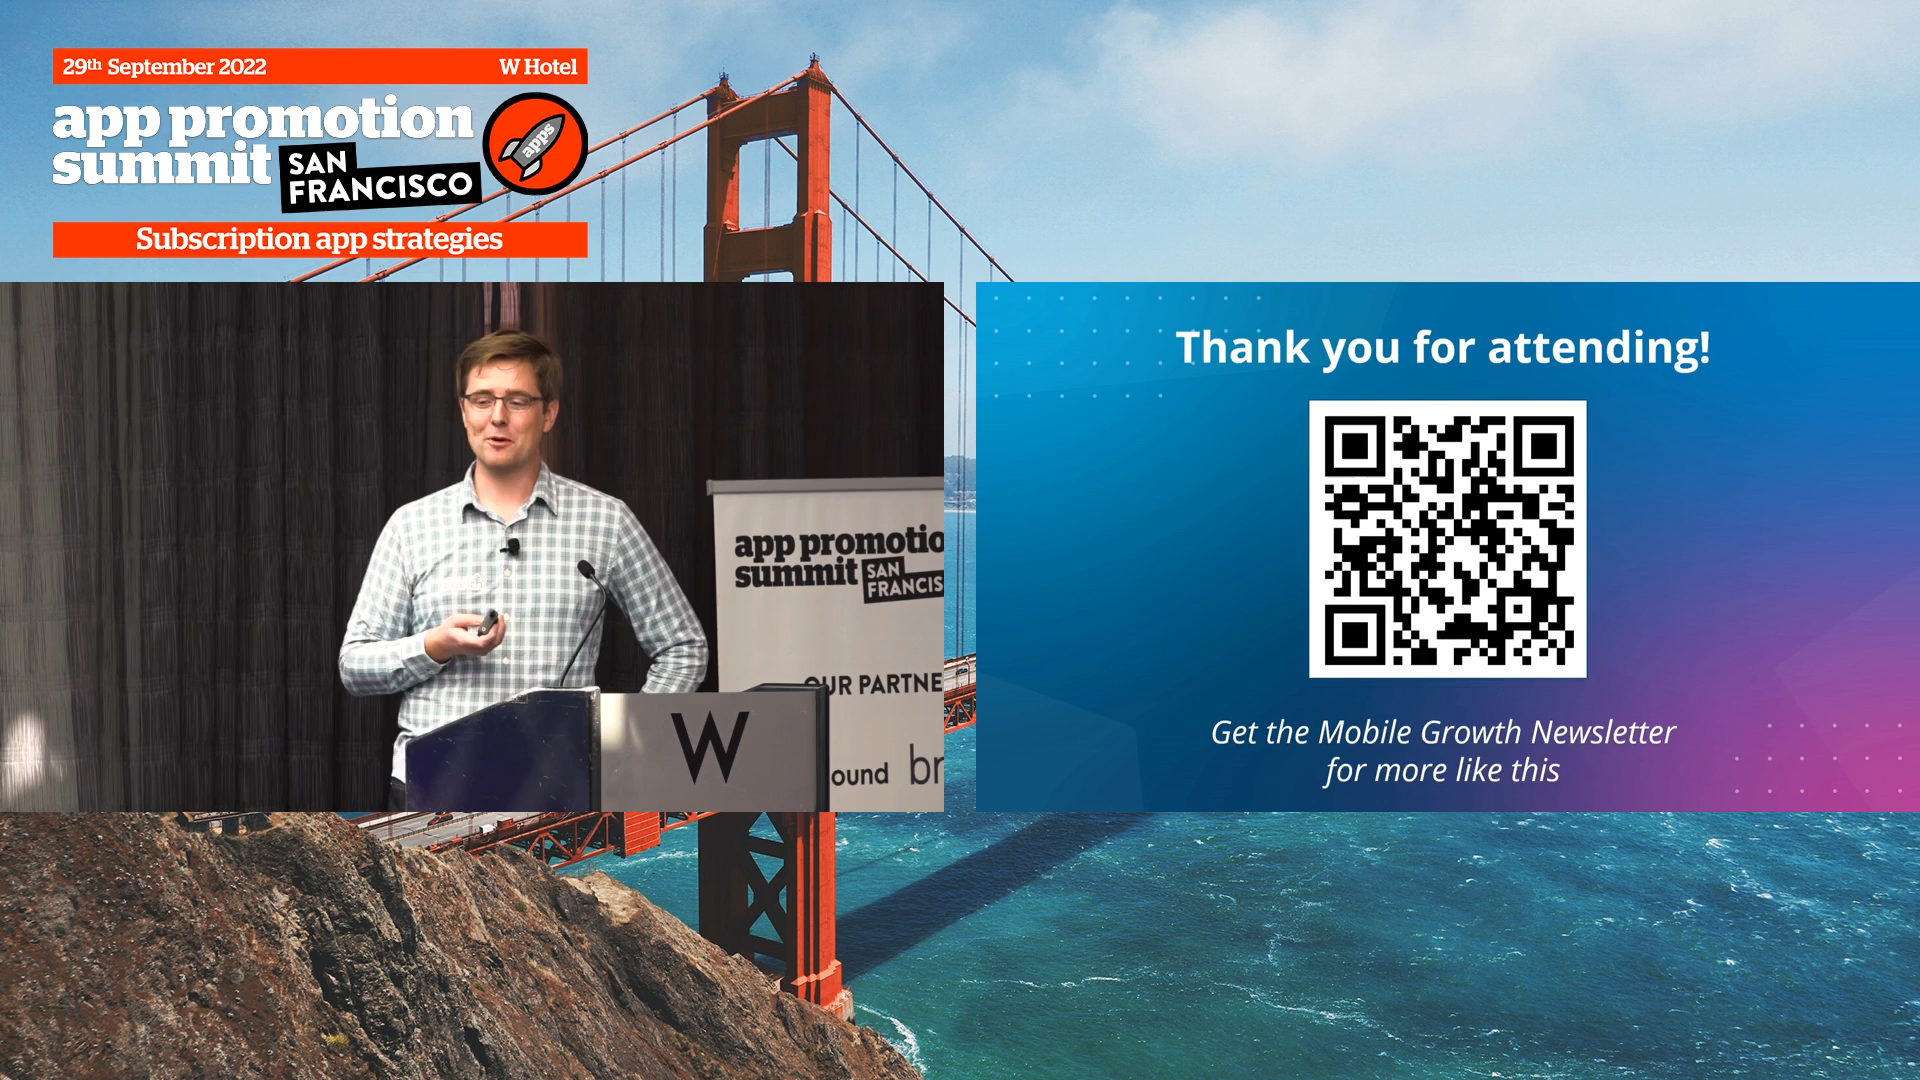 29th September 2022
W Hotel
app promotion
summit
SAN
FRANCISCO
apps
Subscription app strategies
app promotio
summit
SAN
FRANCIS
OUR PARTNE
ound br
W
Thank you for attending!
Get the Mobile Growth Newsletter
for more like this